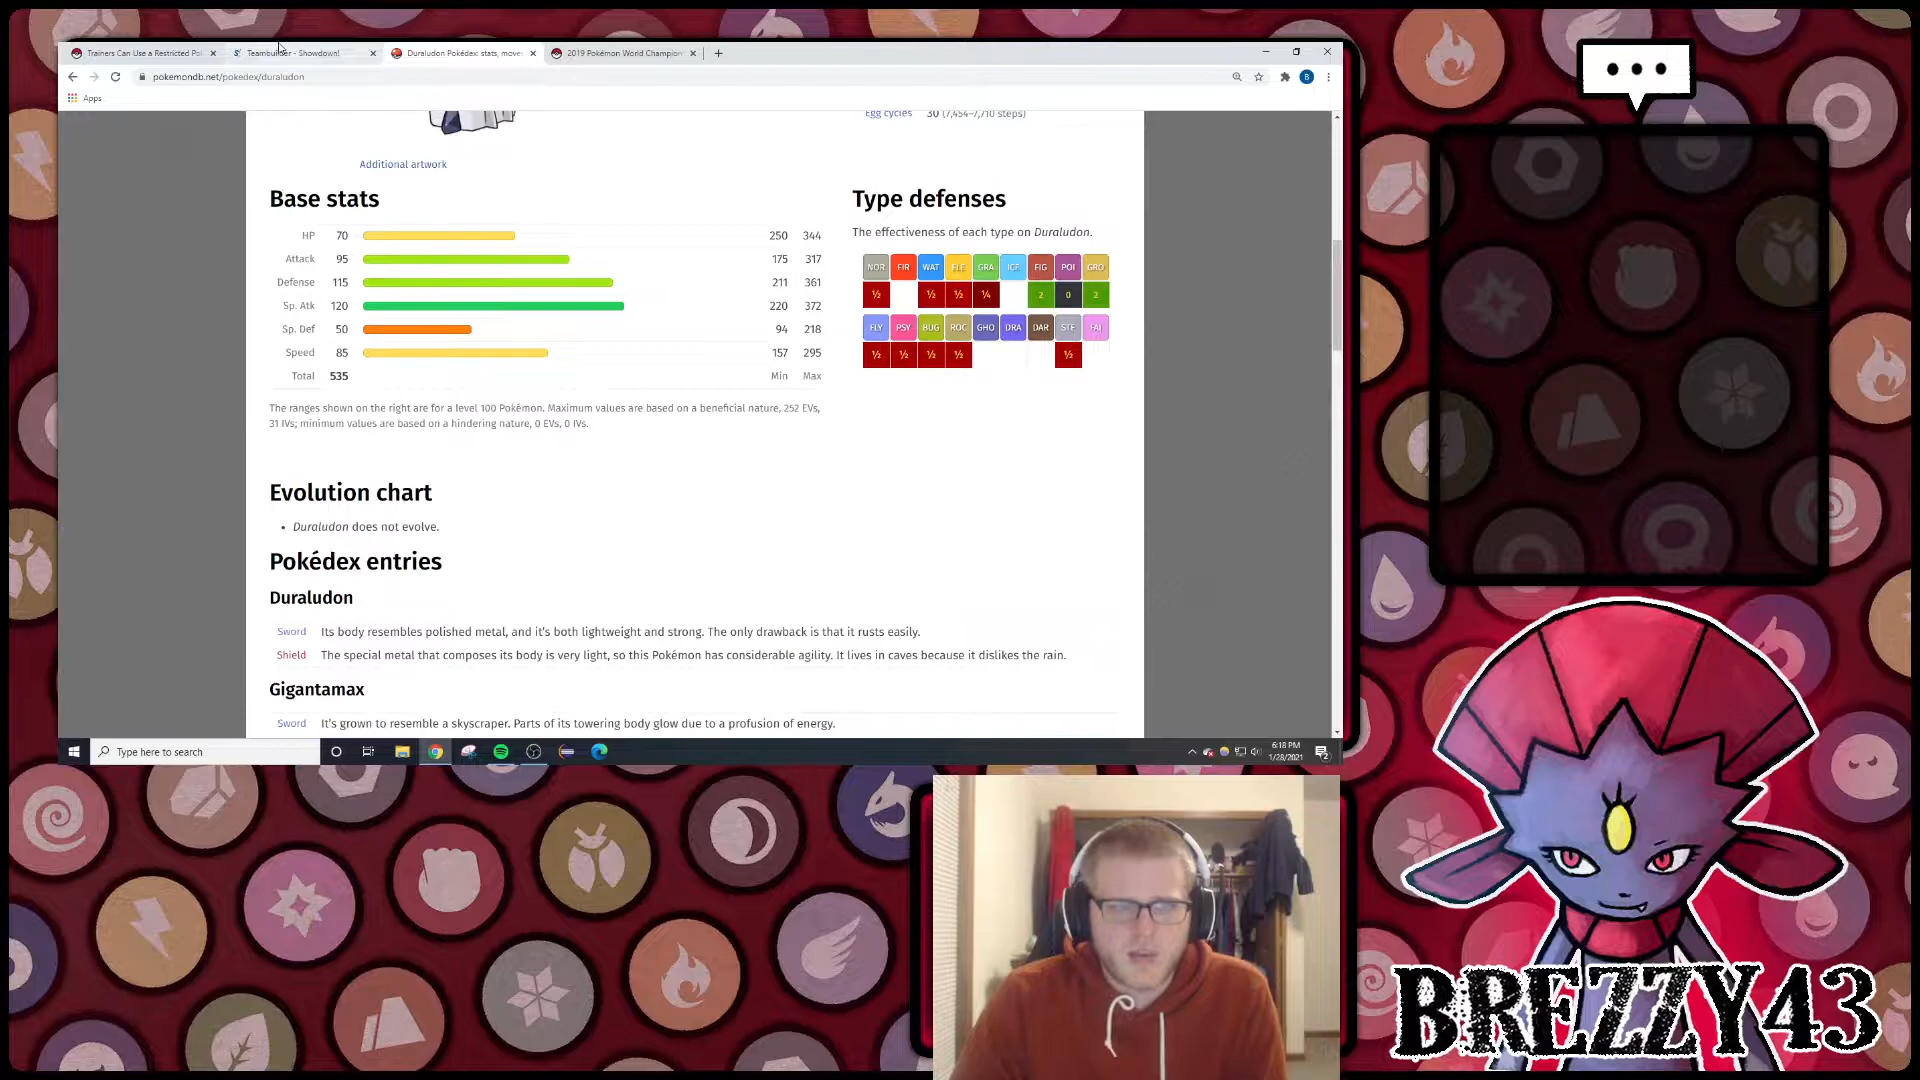 Trainers Can Use a Restricted Po
Teambuilder - Showdown!
Duraludon Pokédex: stats, move
2019 Pokémon World Champion
pokemondb.net/pokedex/duraludon
B
Apps
Egg cycles 30 (7,454–7,710 steps)
Additional artwork
Base stats
HP 70 250 344
Attack 95 175 317
Defense 115 211 361
Sp. Atk 120 220 372
Sp. Def 50 94 218
Speed 85 157 295
Total 535 Min Max
The ranges shown on the right are for a level 100 Pokémon. Maximum values are based on a beneficial nature, 252 EVs,
31 IVs; minimum values are based on a hindering nature, 0 EVs, 0 IVs.
Type defenses
The effectiveness of each type on Duraludon.
NOR FIR WAT ELE GRA ICE FIG POI GRO
½ ½ ½ ¼ 2 0 2
FLY PSY BUG ROC GHO DRA DAR STE FAI
½ ½ ½ ½ ½
Evolution chart
• Duraludon does not evolve.
Pokédex entries
Duraludon
Sword Its body resembles polished metal, and it's both lightweight and strong. The only drawback is that it rusts easily.
Shield The special metal that composes its body is very light, so this Pokémon has considerable agility. It lives in caves because it dislikes the rain.
Gigantamax
Sword It's grown to resemble a skyscraper. Parts of its towering body glow due to a profusion of energy.
Type here to search
6:18 PM
1/28/2021
2
BREZZY43